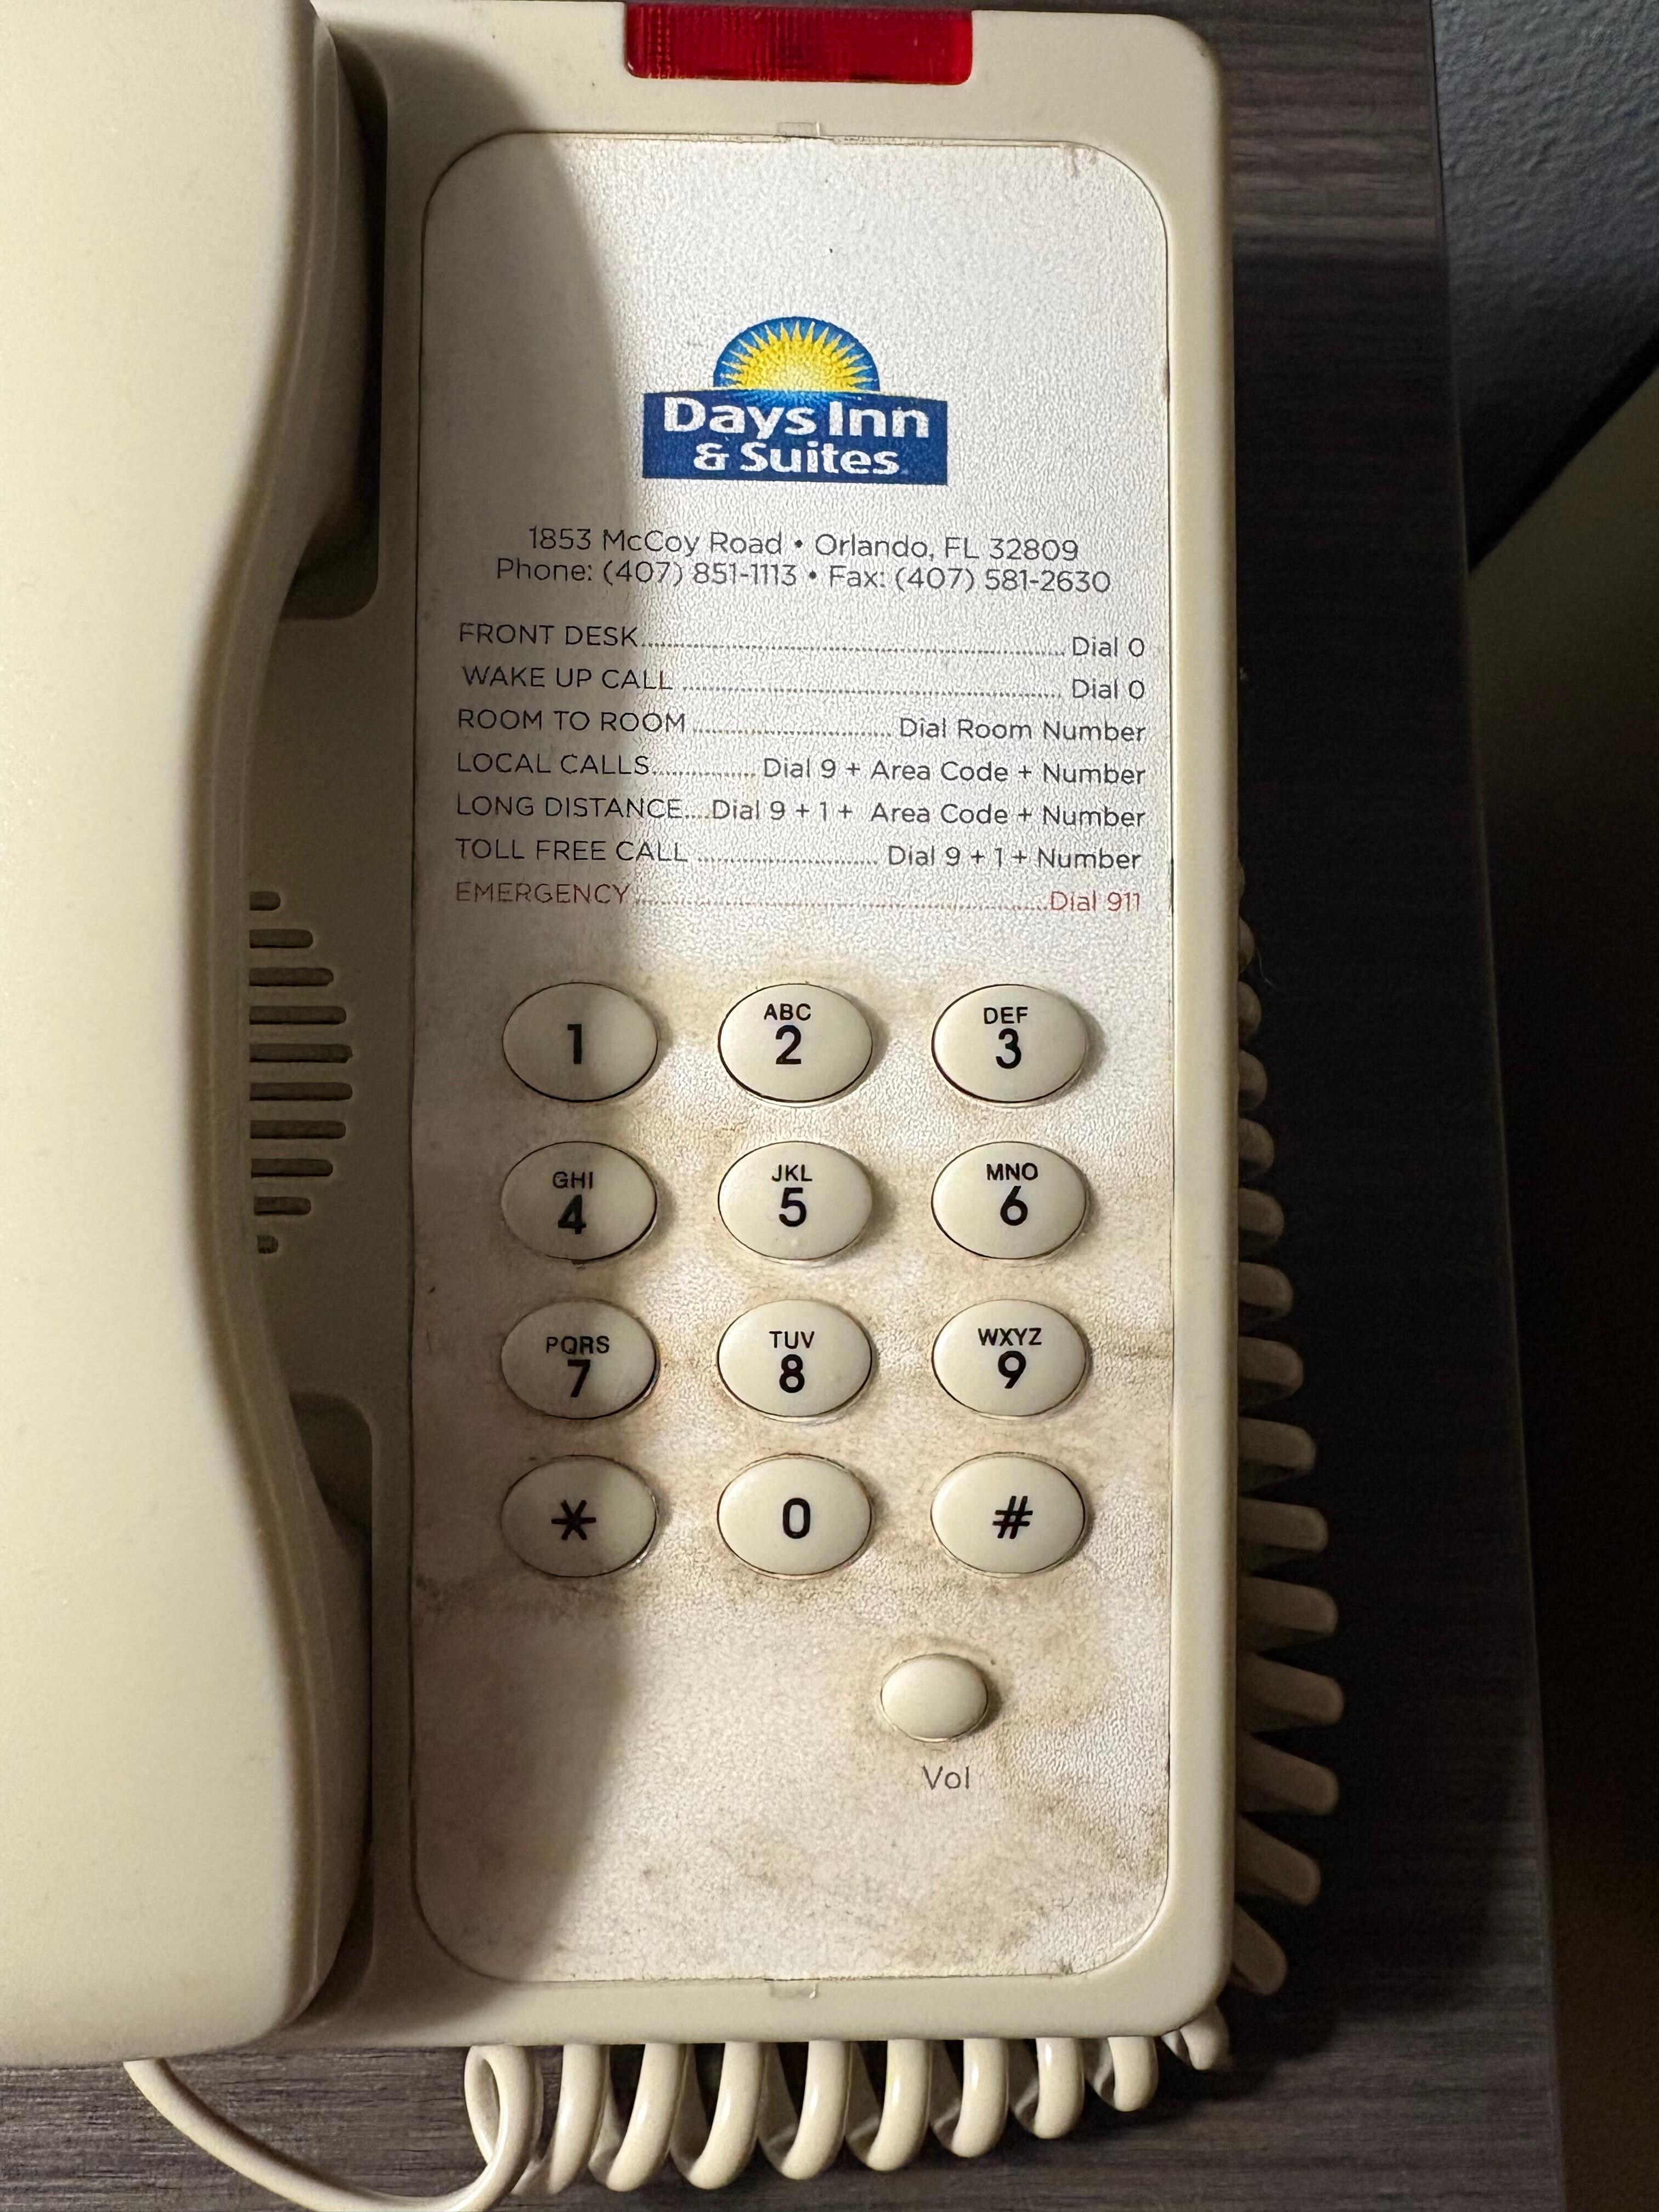 Days Inn
& Suites
1853 McCoy Road • Orlando, FL 32809
Phone: (407) 851-1113 • Fax: (407) 581-2630
FRONT DESK........................................Dial 0
WAKE UP CALL........................................Dial 0
ROOM TO ROOM....................Dial Room Number
LOCAL CALLS...............Dial 9 + Area Code + Number
LONG DISTANCE....Dial 9 + 1 + Area Code + Number
TOLL FREE CALL....................Dial 9 + 1 + Number
EMERGENCY........................................Dial 911
1 ABC 2 DEF 3
GHI 4 JKL 5 MNO 6
PQRS 7 TUV 8 WXYZ 9
* 0 #
Vol